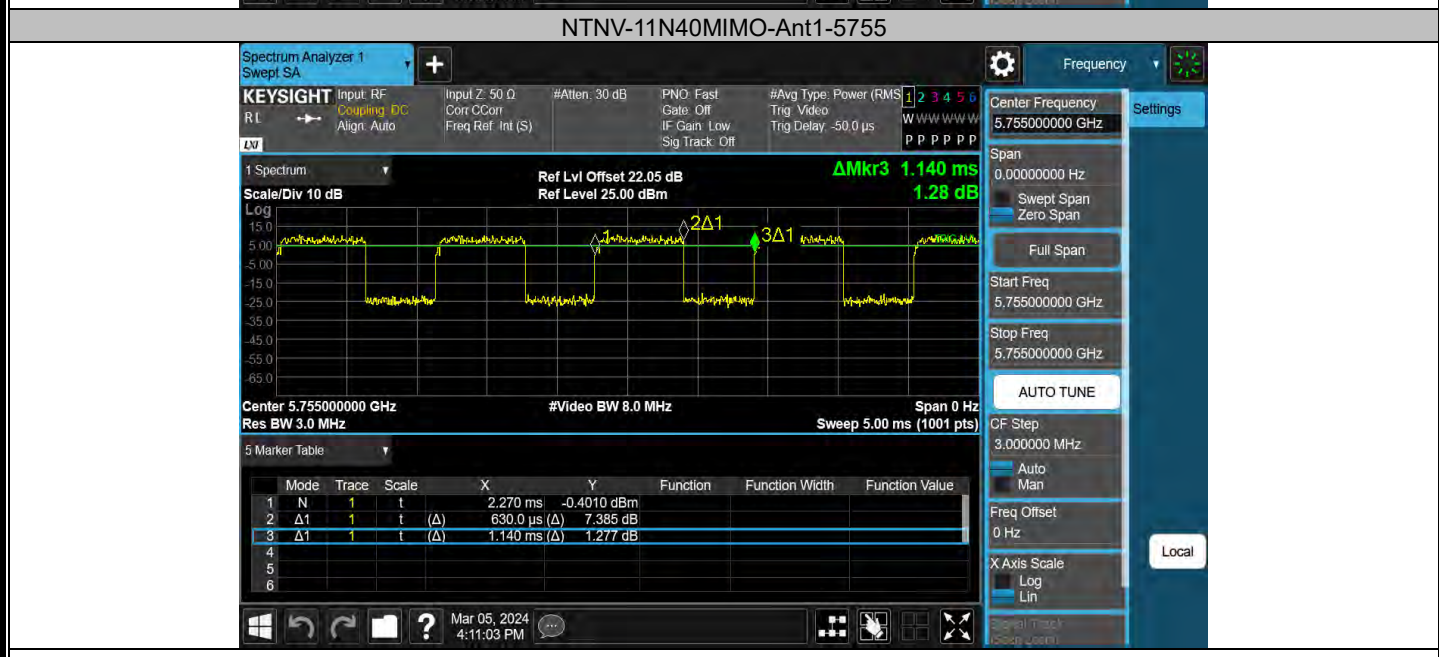 NTNV-11N40MIMO-Ant1-5755
Spectrum Analyzer 1
Swept SA
+
Frequency
KEYSIGHT
RL
LXI
Input: RF
Coupling: DC
Align: Auto
Input Z: 50 Ω
Corr CCorr
Freq Ref: Int (S)
#Atten: 30 dB
PNO: Fast
Gate: Off
IF Gain: Low
Sig Track: Off
#Avg Type: Power (RMS
Trig: Video
Trig Delay: -50.0 µs
1 2 3 4 5 6
W W W W W W
P P P P P P
Center Frequency
5.755000000 GHz
Settings
1 Spectrum
Scale/Div 10 dB
Ref Lvl Offset 22.05 dB
Ref Level 25.00 dBm
ΔMkr3 1.140 ms
1.28 dB
Span
0.00000000 Hz
Swept Span
Zero Span
Full Span
Start Freq
5.755000000 GHz
Stop Freq
5.755000000 GHz
AUTO TUNE
Log
15.0
5.00
-5.00
-15.0
-25.0
-35.0
-45.0
-55.0
-65.0
1
2Δ1
3Δ1
Center 5.755000000 GHz
#Video BW 8.0 MHz
Span 0 Hz
Res BW 3.0 MHz
Sweep 5.00 ms (1001 pts)
CF Step
3.000000 MHz
Auto
Man
Freq Offset
0 Hz
X Axis Scale
Log
Lin
Signal Track
(Span Zoom)
Local
5 Marker Table
Mode Trace Scale X Y Function Function Width Function Value
1 N 1 t 2.270 ms -0.4010 dBm
2 Δ1 1 t (Δ) 630.0 µs (Δ) 7.385 dB
3 Δ1 1 t (Δ) 1.140 ms (Δ) 1.277 dB
4
5
6
?
Mar 05, 2024
4:11:03 PM